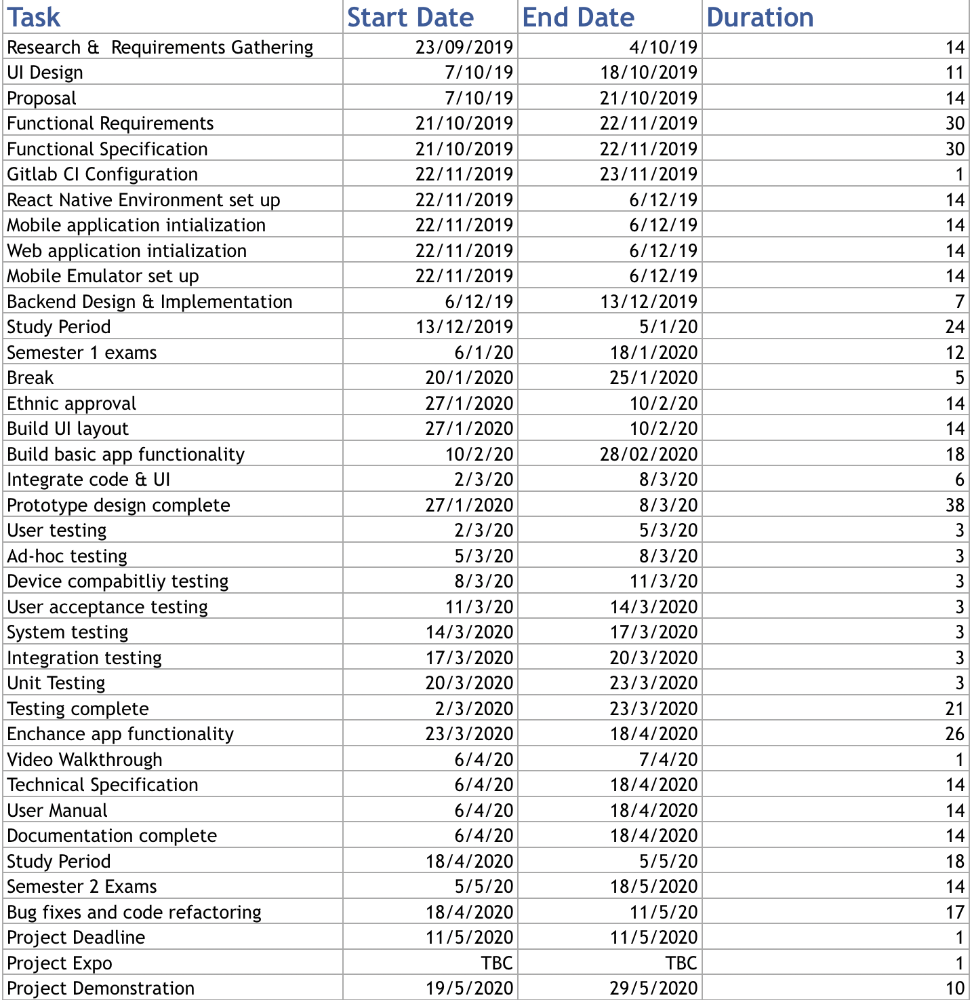 Task Start Date End Date Duration
Research &  Requirements Gathering 23/09/2019 4/10/19 14
UI Design 7/10/19 18/10/2019 11
Proposal 7/10/19 21/10/2019 14
Functional Requirements 21/10/2019 22/11/2019 30
Functional Specification 21/10/2019 22/11/2019 30
Gitlab CI Configuration 22/11/2019 23/11/2019 1
React Native Environment set up 22/11/2019 6/12/19 14
Mobile application intialization 22/11/2019 6/12/19 14
Web application intialization 22/11/2019 6/12/19 14
Mobile Emulator set up 22/11/2019 6/12/19 14
Backend Design & Implementation 6/12/19 13/12/2019 7
Study Period 13/12/2019 5/1/20 24
Semester 1 exams 6/1/20 18/1/2020 12
Break 20/1/2020 25/1/2020 5
Ethnic approval 27/1/2020 10/2/20 14
Build UI layout 27/1/2020 10/2/20 14
Build basic app functionality 10/2/20 28/02/2020 18
Integrate code & UI 2/3/20 8/3/20 6
Prototype design complete 27/1/2020 8/3/20 38
User testing 2/3/20 5/3/20 3
Ad-hoc testing 5/3/20 8/3/20 3
Device compabitliy testing 8/3/20 11/3/20 3
User acceptance testing 11/3/20 14/3/2020 3
System testing 14/3/2020 17/3/2020 3
Integration testing 17/3/2020 20/3/2020 3
Unit Testing 20/3/2020 23/3/2020 3
Testing complete 2/3/2020 23/3/2020 21
Enchance app functionality 23/3/2020 18/4/2020 26
Video Walkthrough 6/4/20 7/4/20 1
Technical Specification 6/4/20 18/4/2020 14
User Manual 6/4/20 18/4/2020 14
Documentation complete 6/4/20 18/4/2020 14
Study Period 18/4/2020 5/5/20 18
Semester 2 Exams 5/5/20 18/5/2020 14
Bug fixes and code refactoring 18/4/2020 11/5/20 17
Project Deadline 11/5/2020 11/5/2020 1
Project Expo TBC TBC 1
Project Demonstration 19/5/2020 29/5/2020 10